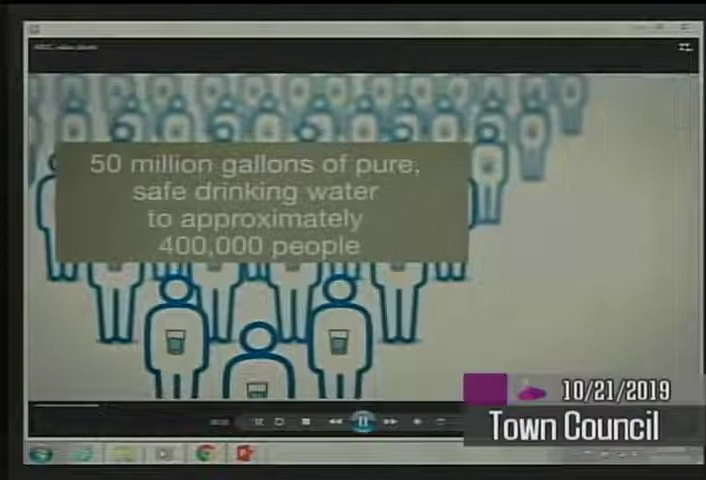 50 million gallons of pure,
safe drinking water
to approximately
400,000 people
10/21/2019
Town Council